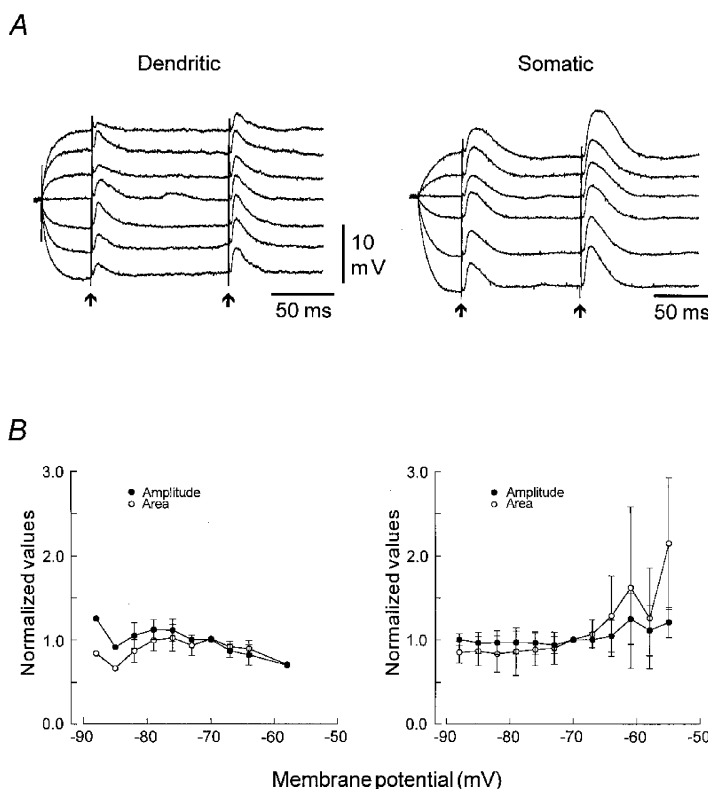 A
Dendritic
Somatic
10
mV
50 ms
50 ms
B
3.0
2.0
1.0
0.0
Normalized values
Amplitude
Area
-90
-80
-70
-60
-50
3.0
2.0
1.0
0.0
Normalized values
Amplitude
Area
-90
-80
-70
-60
-50
Membrane potential (mV)